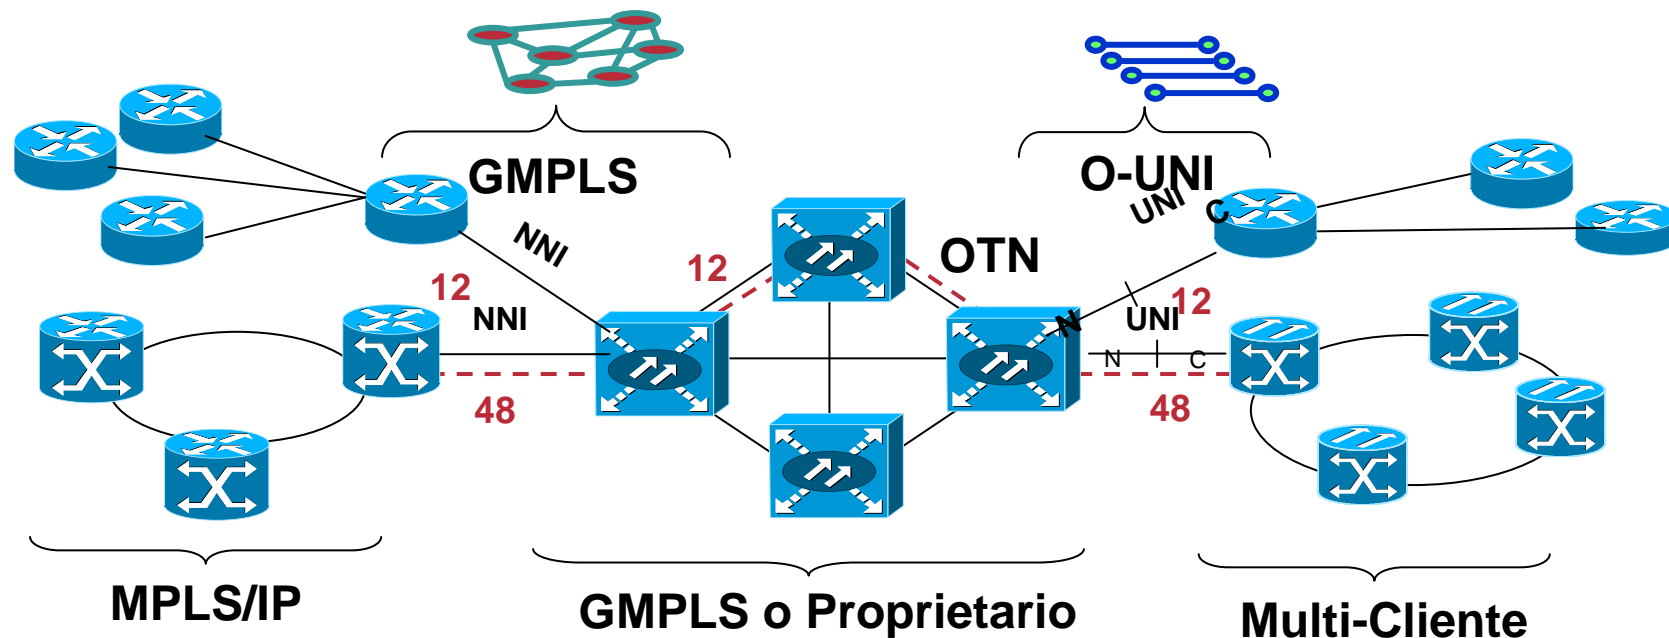 GMPLS
O-UNI
UNI
C
NNI
OTN
12
12
12
NNI
N
UNI
N
C
48
48
MPLS/IP
GMPLS o Proprietario
Multi-Cliente